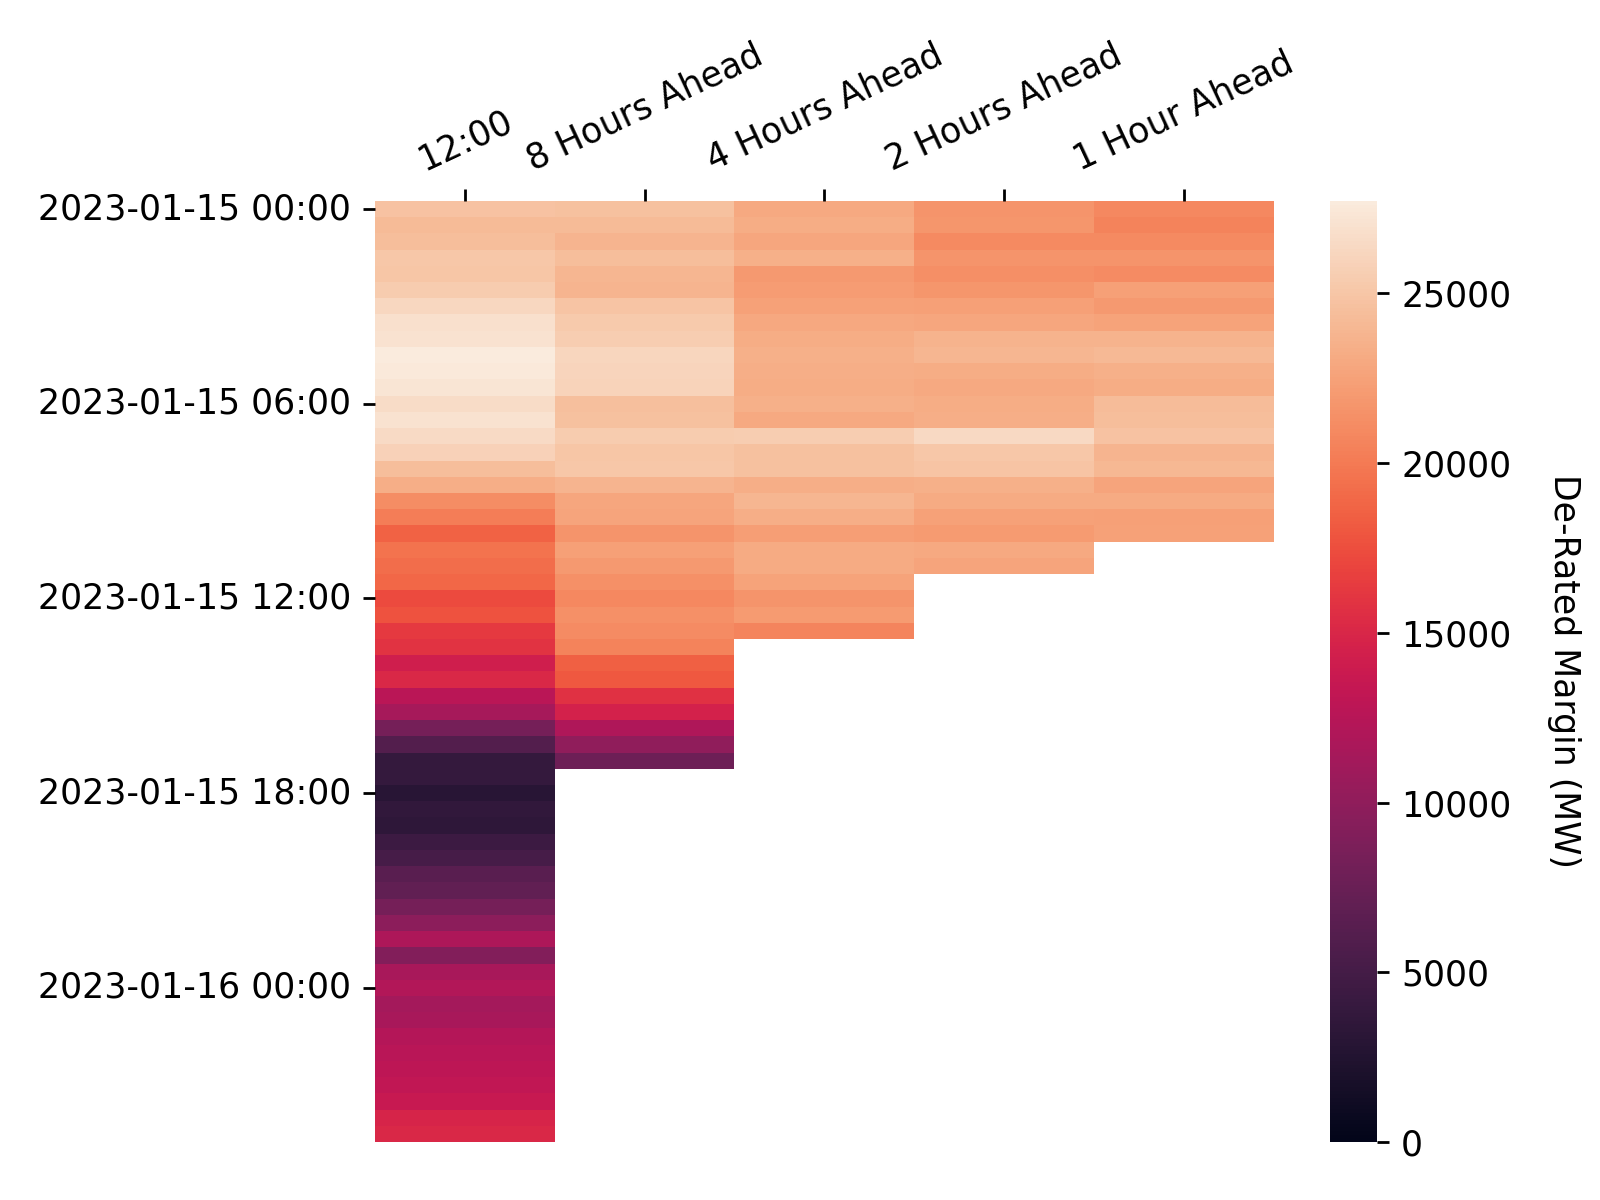 12:00
8 Hours Ahead
4 Hours Ahead
2 Hours Ahead
1 Hour Ahead
2023-01-15 00:00
2023-01-15 06:00
2023-01-15 12:00
2023-01-15 18:00
2023-01-16 00:00
25000
20000
15000
10000
5000
0
De-Rated Margin (MW)